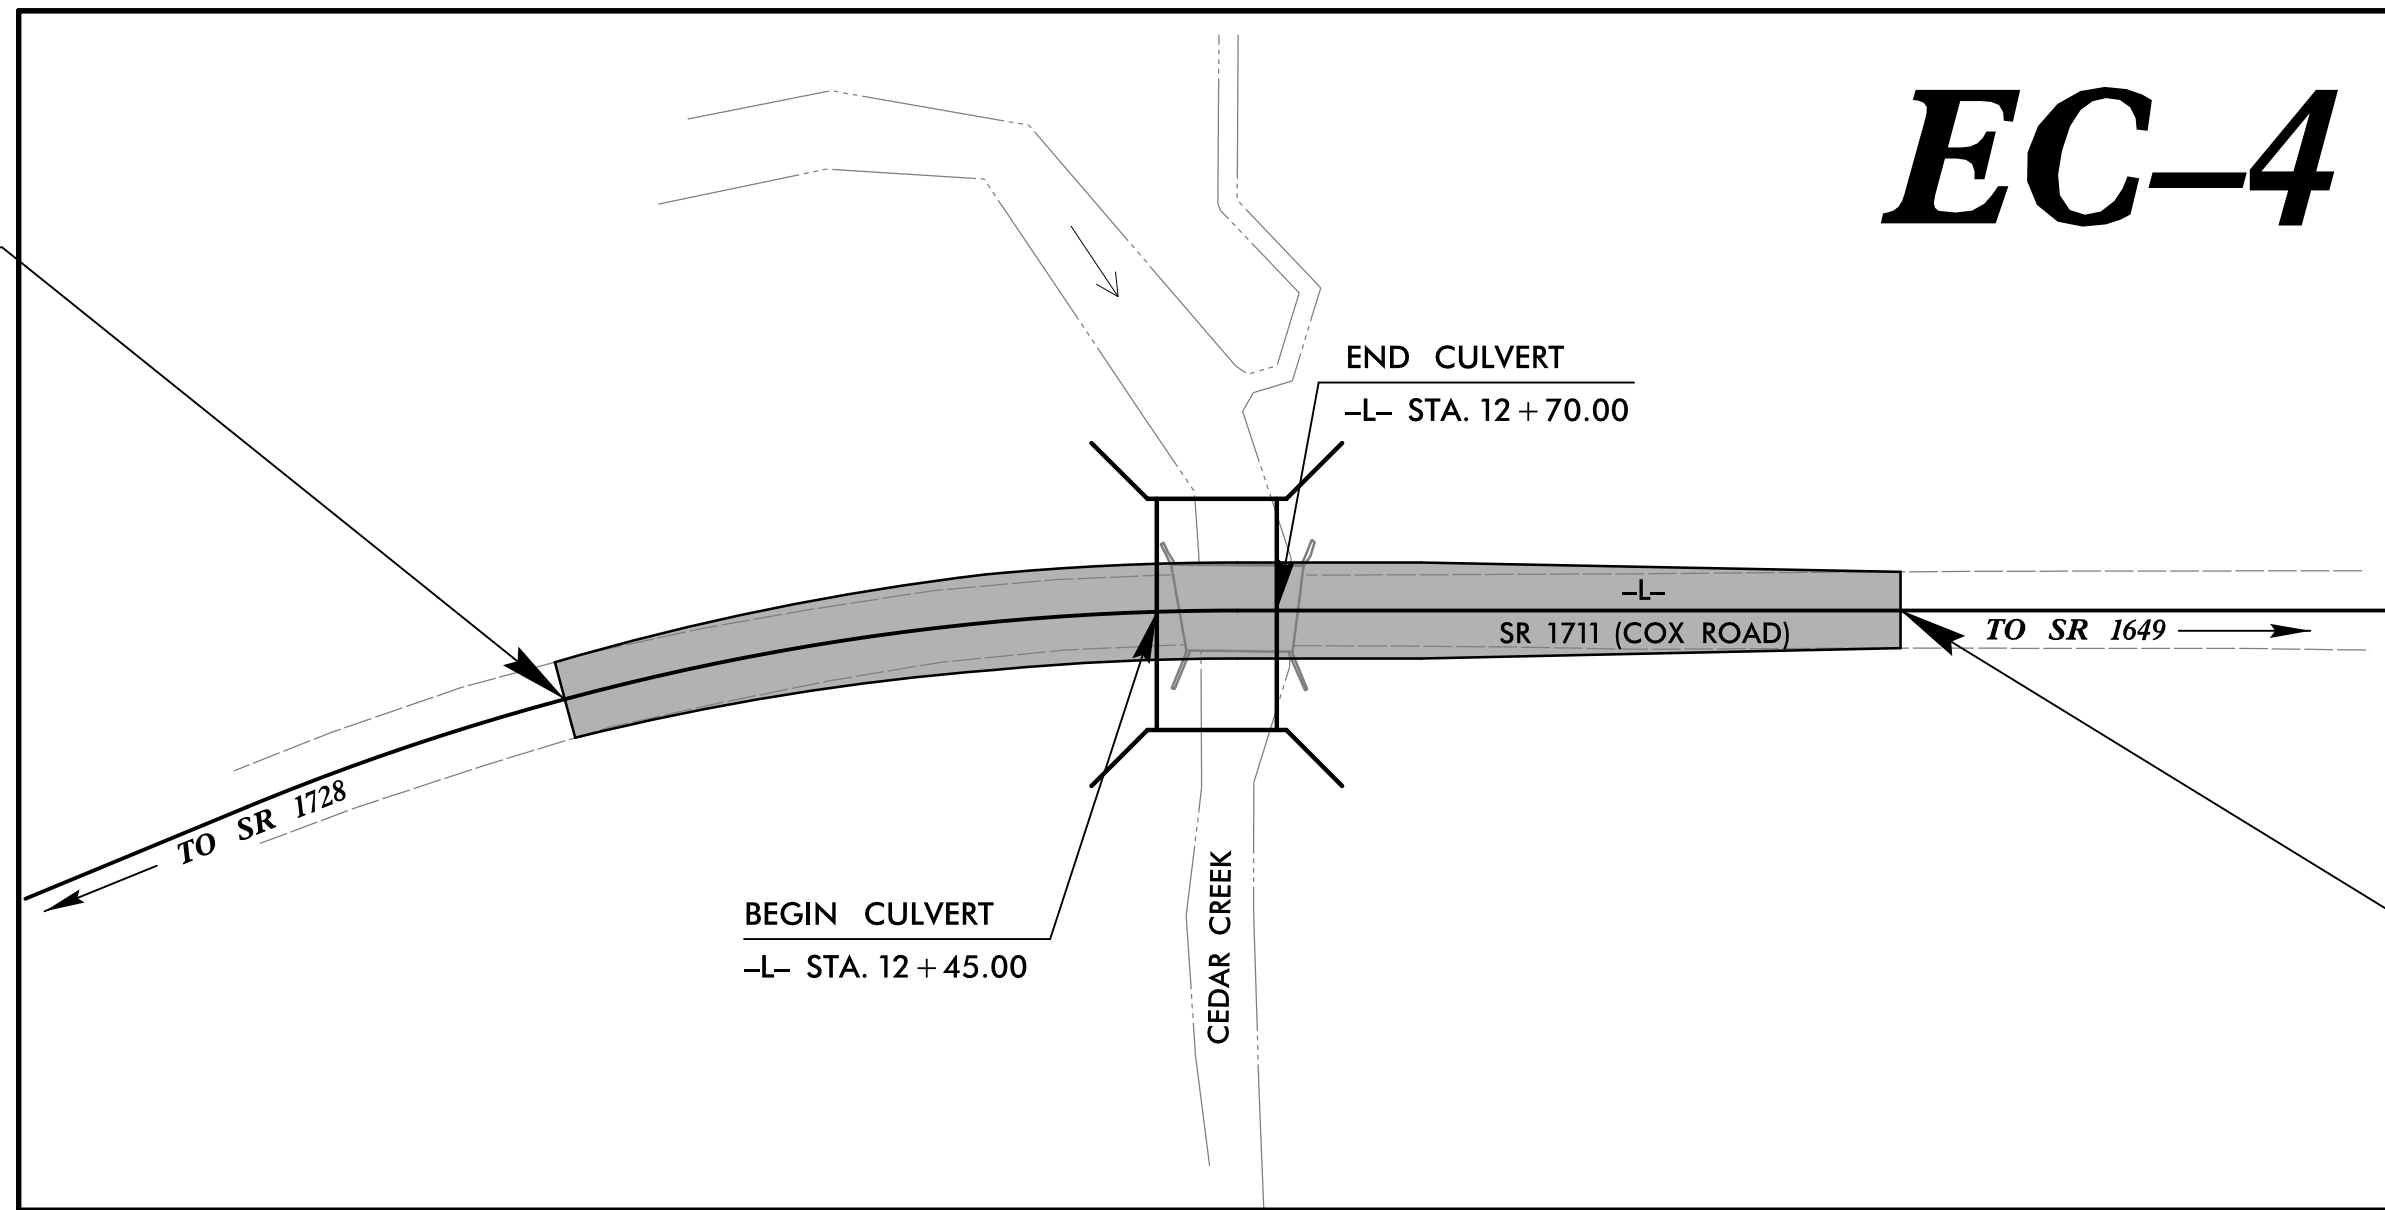 EC–4
END CULVERT
–L– STA. 12+70.00
–L–
SR 1711 (COX ROAD)
TO SR 1649
TO SR 1728
BEGIN CULVERT
–L– STA. 12+45.00
CEDAR CREEK